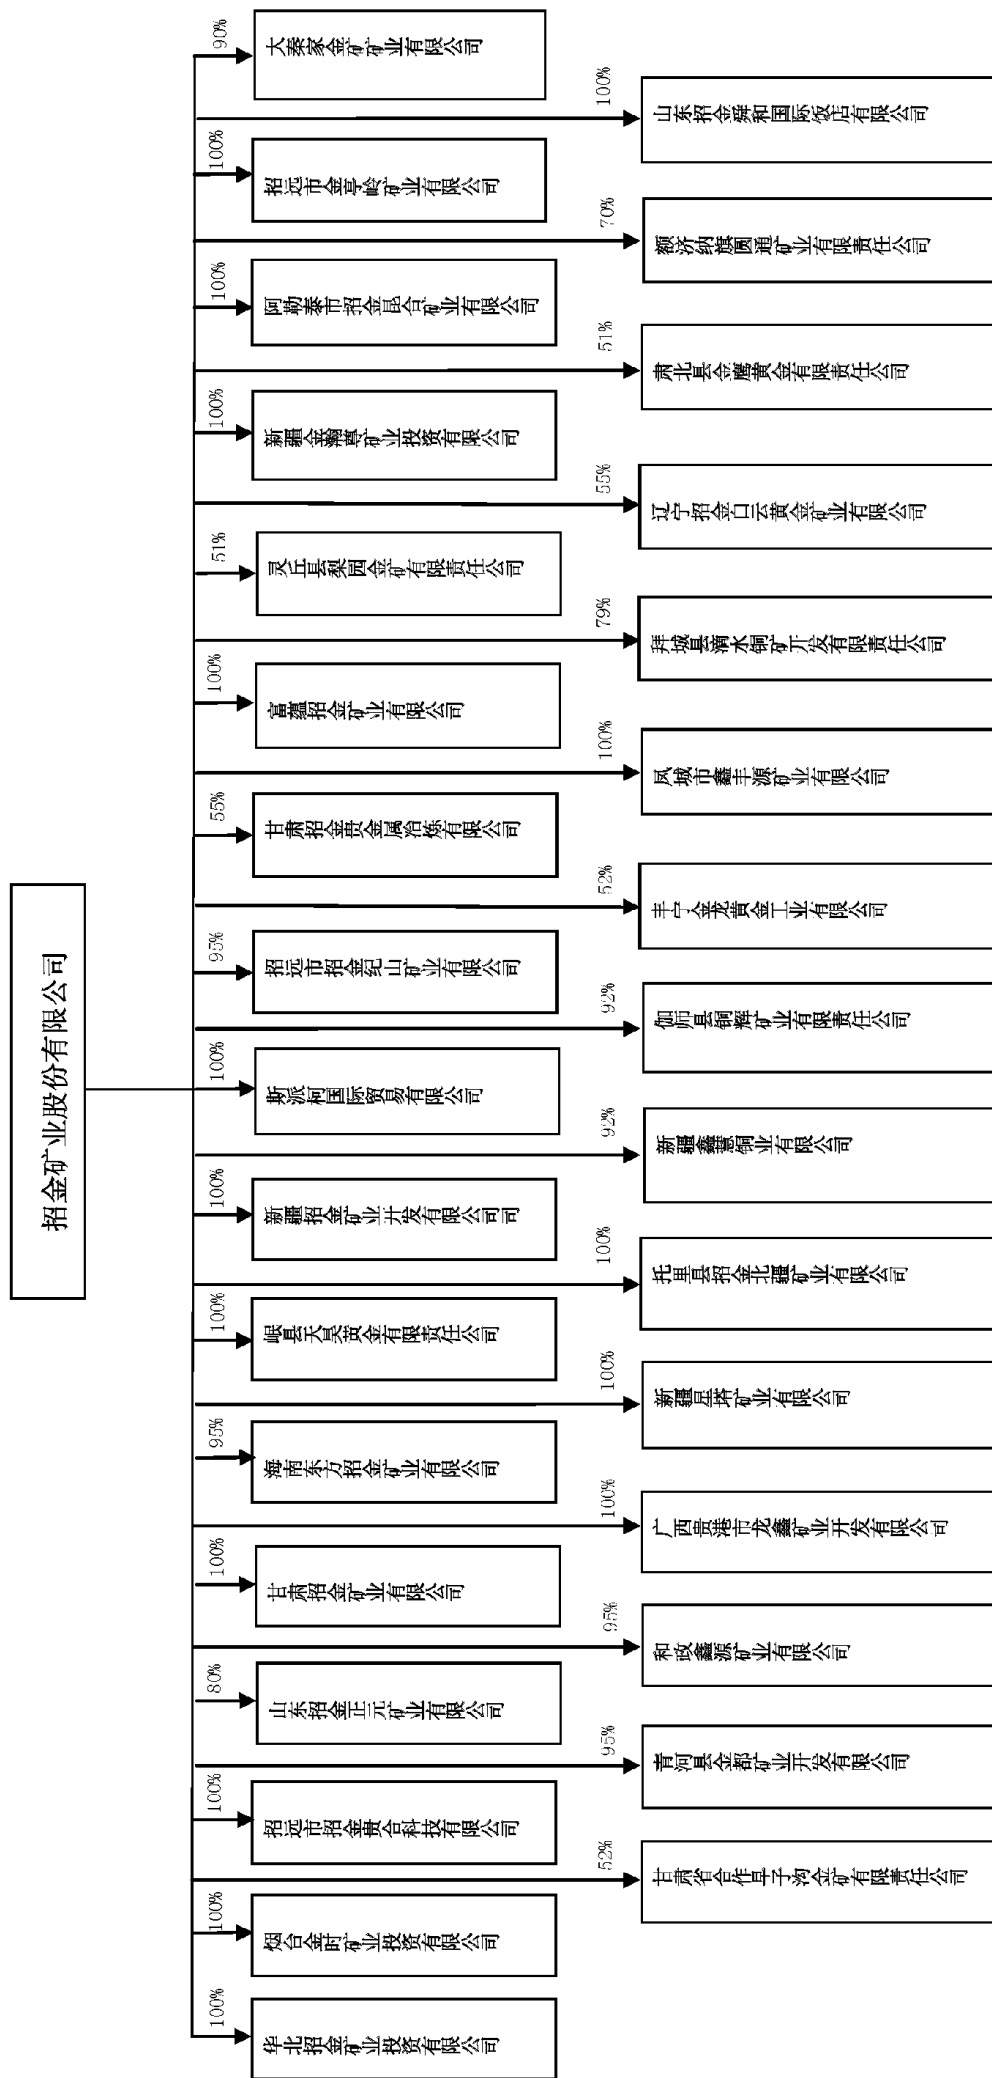 招金矿业股份有限公司
100%
华北招金矿业投资有限公司
100%
烟台金时矿业投资有限公司
100%
招远市招金贵合科技有限公司
80%
山东招金正元矿业有限公司
100%
甘肃招金矿业有限公司
95%
海南东方招金矿业有限公司
100%
岷县天昊黄金有限责任公司
100%
新疆招金矿业开发有限公司司
100%
斯派柯国际贸易有限公司
95%
招远市招金纪山矿业有限公司
55%
甘肃招金贵金属冶炼有限公司
100%
富蕴招金矿业有限公司
51%
灵丘县梨园金矿有限责任公司
100%
新疆金瀚尊矿业投资有限公司
100%
阿勒泰市招金昆合矿业有限公司
100%
招远市金亭岭矿业有限公司
90%
大秦家金矿矿业有限公司
52%
甘肃省合作早子沟金矿有限责任公司
95%
青河县金都矿业开发有限公司
95%
和政鑫源矿业有限公司
100%
广西贵港市龙鑫矿业开发有限公司
100%
新疆星塔矿业有限公司
100%
托里县招金北疆矿业有限公司
92%
新疆鑫慧铜业有限公司
92%
伽师县铜辉矿业有限责任公司
52%
丰宁金龙黄金工业有限公司
100%
凤城市鑫丰源矿业有限公司
79%
拜城县滴水铜矿开发有限责任公司
55%
辽宁招金白云黄金矿业有限公司
51%
肃北县金鹰黄金有限责任公司
70%
额济纳旗圆通矿业有限责任公司
100%
山东招金舜和国际饭店有限公司